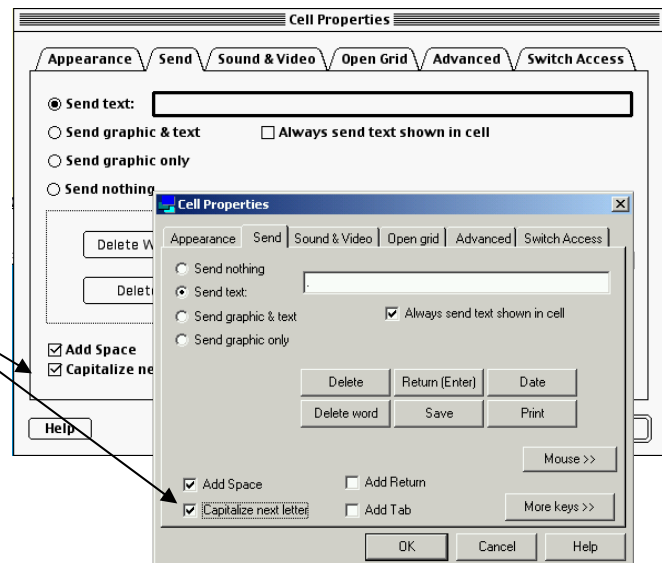 Cell Properties
Appearance Send Sound & Video Open Grid Advanced Switch Access
Send text:
Send graphic & text Always send text shown in cell
Send graphic only
Send nothing
Delete W
Delet
Add Space
Capitalize ne
Help
Cell Properties
Appearance Send Sound & Video Open grid Advanced Switch Access
Send nothing
Send text: .
Send graphic & text Always send text shown in cell
Send graphic only
Delete Return (Enter) Date
Delete word Save Print
Mouse >>
Add Space Add Return
Capitalize next letter Add Tab More keys >>
OK Cancel Help